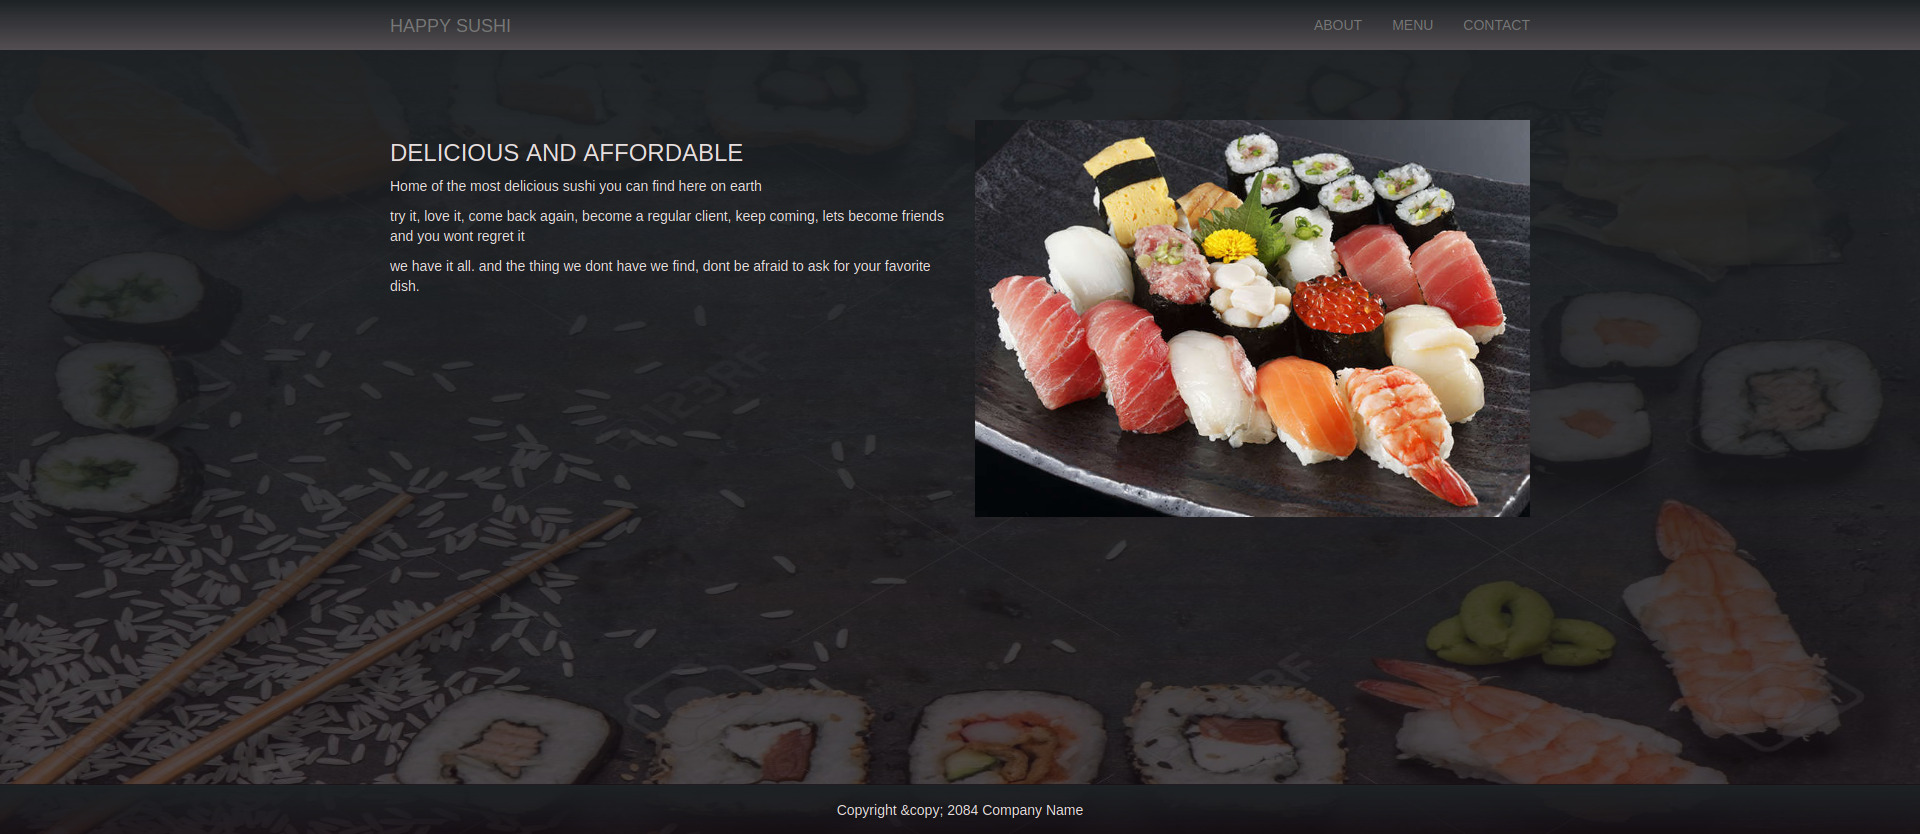 HAPPY SUSHI
ABOUT MENU CONTACT
DELICIOUS AND AFFORDABLE
Home of the most delicious sushi you can find here on earth
try it, love it, come back again, become a regular client, keep coming, lets become friends
and you wont regret it
we have it all. and the thing we dont have we find, dont be afraid to ask for your favorite
dish.
Copyright &copy; 2084 Company Name